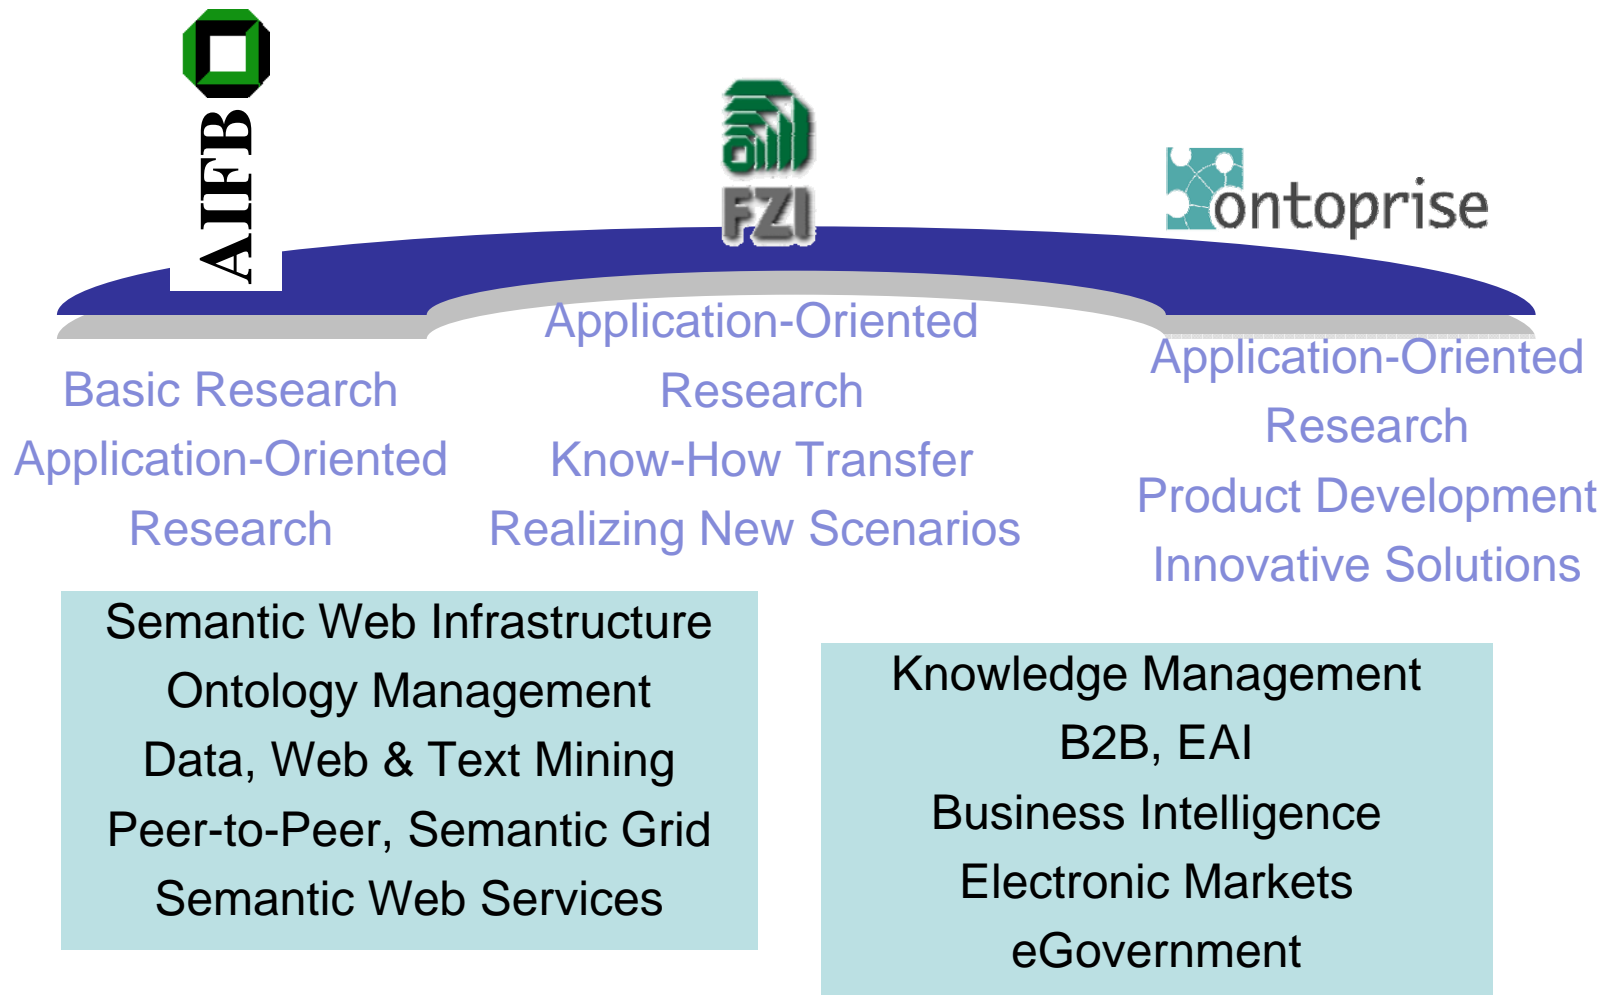 AIFB
FZI
ontoprise
Basic Research
Application-Oriented
Research
Application-Oriented
Research
Know-How Transfer
Realizing New Scenarios
Application-Oriented
Research
Product Development
Innovative Solutions
Semantic Web Infrastructure
Ontology Management
Data, Web & Text Mining
Peer-to-Peer, Semantic Grid
Semantic Web Services
Knowledge Management
B2B, EAI
Business Intelligence
Electronic Markets
eGovernment